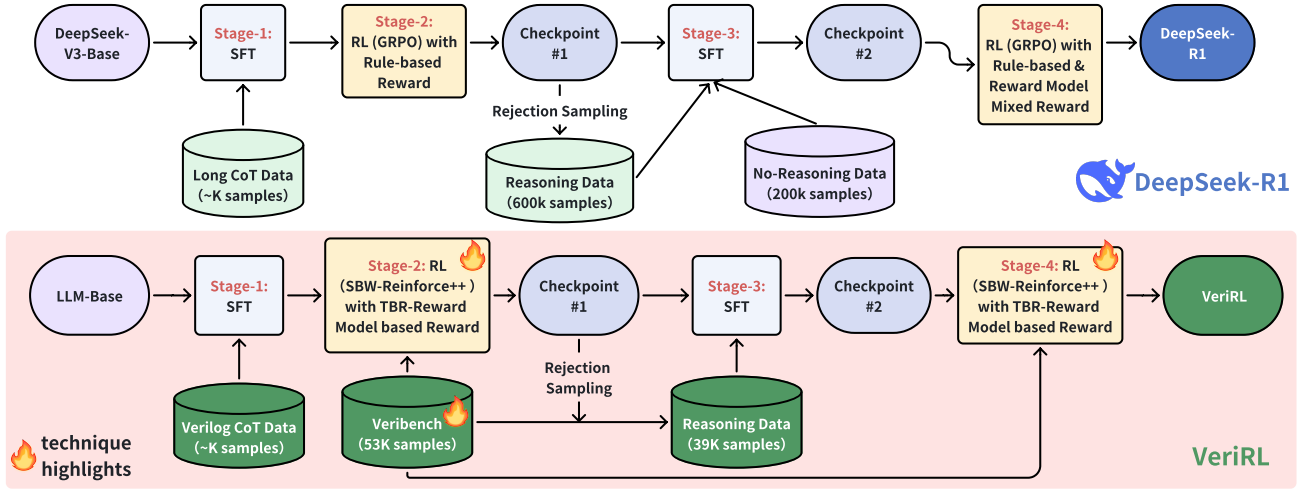 DeepSeek-
V3-Base
Stage-1:
SFT
Stage-2:
RL (GRPO) with
Rule-based
Reward
Checkpoint
#1
Stage-3:
SFT
Checkpoint
#2
Stage-4:
RL (GRPO) with
Rule-based &
Reward Model
Mixed Reward
DeepSeek-
R1
Rejection Sampling
Long CoT Data
(~K samples)
Reasoning Data
(600k samples)
No-Reasoning Data
(200k samples)
DeepSeek-R1
LLM-Base
Stage-1:
SFT
Stage-2: RL
(SBW-Reinforce++ )
with TBR-Reward
Model based Reward
Checkpoint
#1
Stage-3:
SFT
Checkpoint
#2
Stage-4: RL
(SBW-Reinforce++ )
with TBR-Reward
Model based Reward
VeriRL
Rejection
Sampling
Verilog CoT Data
(~K samples)
Veribench
(53K samples)
Reasoning Data
(39K samples)
technique
highlights
VeriRL